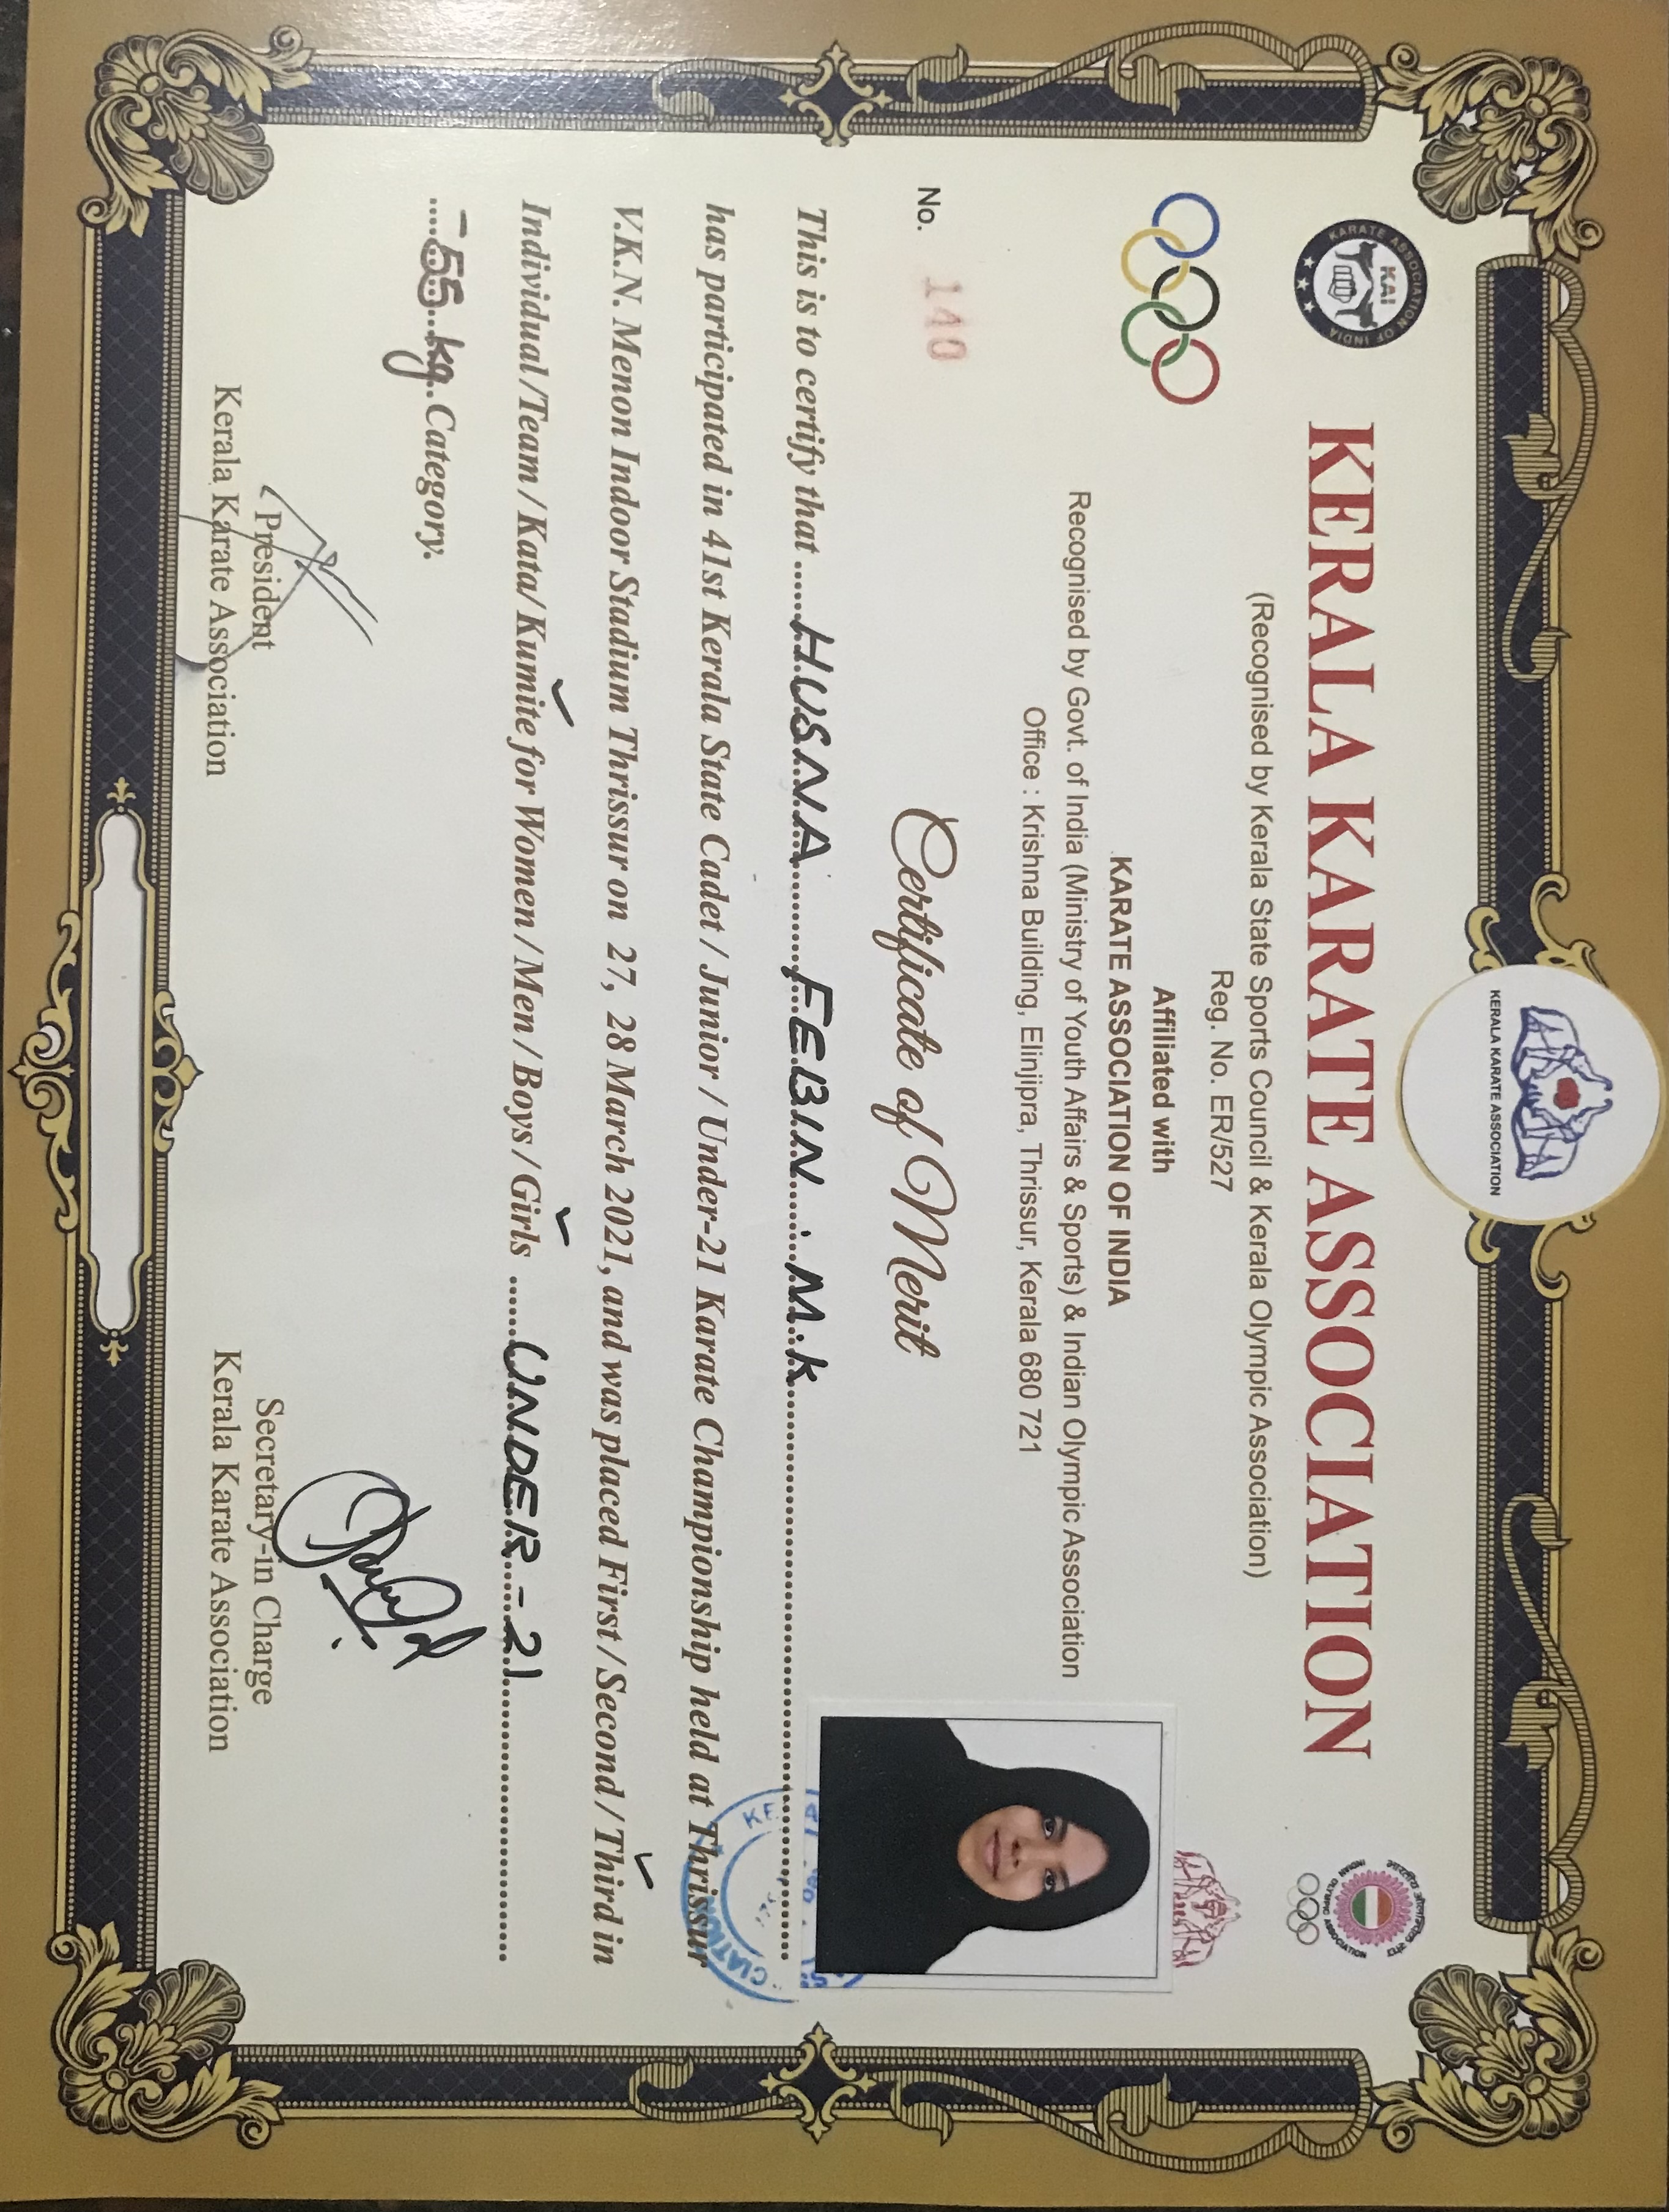 KERALA KARATE ASSOCIATION
KARATE ASSOCIATION OF INDIA
KAI
KERALA KARATE ASSOCIATION
(Recognised by Kerala State Sports Council & Kerala Olympic Association)
Reg. No. ER/527
INDIAN OLYMPIC ASSOCIATION
Affiliated with
KARATE ASSOCIATION OF INDIA
Recognised by Govt. of India (Ministry of Youth Affairs & Sports) & Indian Olympic Association
Office : Krishna Building, Elinjipra, Thrissur, Kerala 680 721
No. 140
Certificate of Merit
This is to certify that ......HUSNA........FEBIN.....M.K........
has participated in 41st Kerala State Cadet / Junior / Under-21 Karate Championship held at Thrissur
V.K.N. Menon Indoor Stadium Thrissur on 27, 28 March 2021, and was placed First / Second / Third in
Individual /Team / Kata/ Kumite for Women / Men / Boys / Girls ......UNDER-21........
....-55 kg. Category.
President
Kerala Karate Association
Secretary-in Charge
Kerala Karate Association